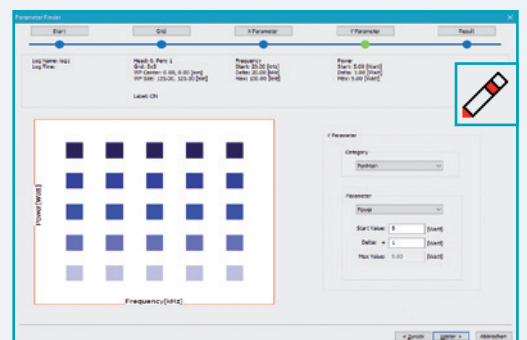 Parameter Finder
Start
Grid
X Parameter
Y Parameter
Result
Log Name: log1
Log Time:
Head: 0, Pen: 1
Grid: 5x5
WP Center: 0.00, 0.00 [mm]
WP Size: 125.00, 125.00 [mm]
Label: ON
Frequency
Start: 20.00 [kHz]
Delta: 20.00 [kHz]
Max: 100.00 [kHz]
Power
Start: 5.00 [Watt]
Delta: 1.00 [Watt]
Max: 9.00 [Watt]
Power[Watt]
Frequency[kHz]
Y Parameter
Category
PenMain
Parameter
Power
Start Value: 5 [Watt]
Delta: + 1 [Watt]
Max Value: 9.00 [Watt]
< Zurück
Weiter >
Abbrechen